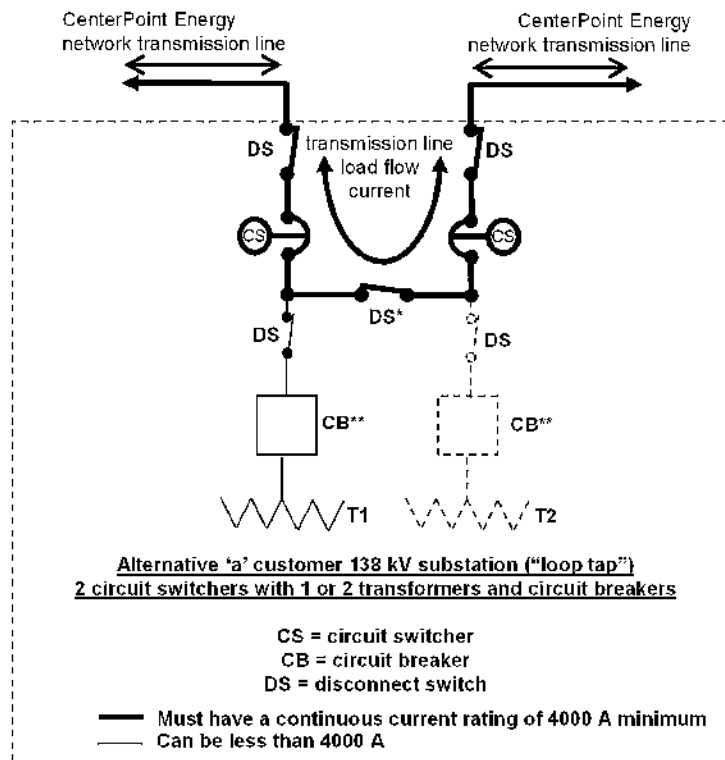 CenterPoint Energy
network transmission line
CenterPoint Energy
network transmission line
DS
transmission line
load flow
current
DS
CS
CS
DS*
DS
DS
CB**
CB**
T1
T2
Alternative ‘a’ customer 138 kV substation (“loop tap”)
2 circuit switchers with 1 or 2 transformers and circuit breakers
CS = circuit switcher
CB = circuit breaker
DS = disconnect switch
Must have a continuous current rating of 4000 A minimum
Can be less than 4000 A